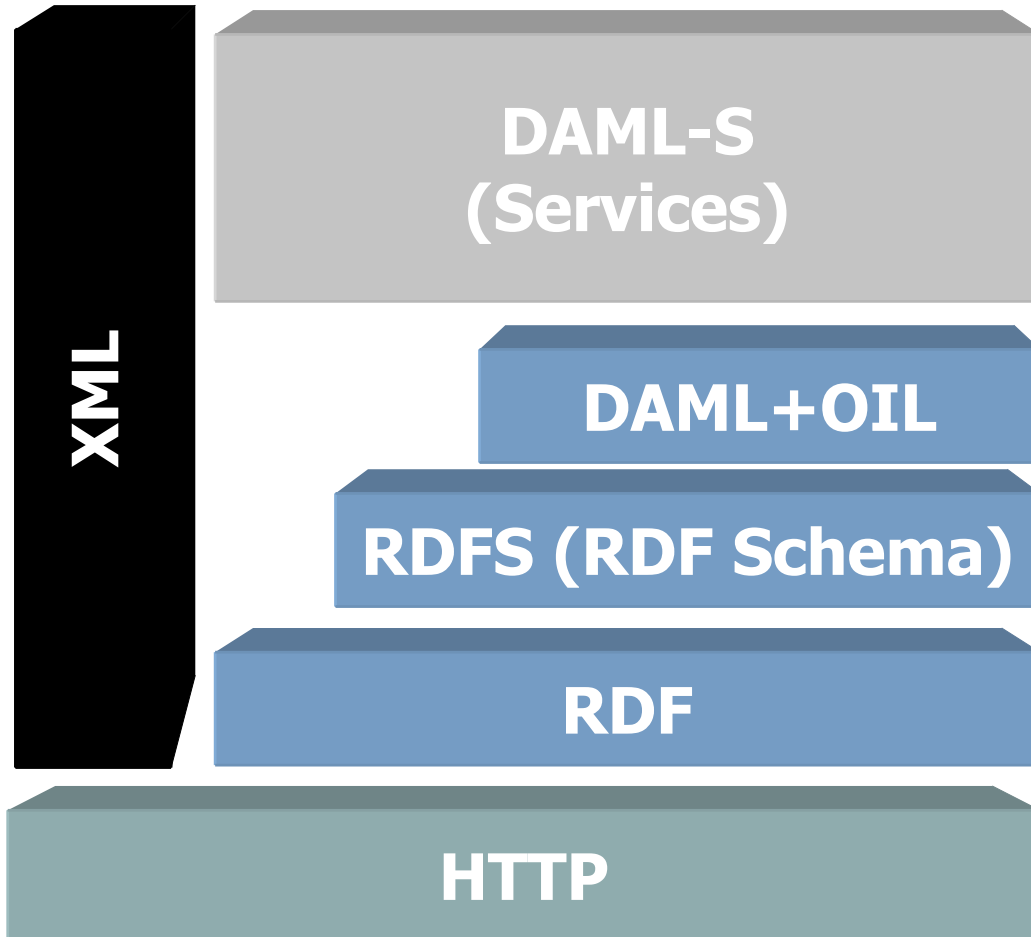 XML
DAML-S
(Services)
DAML+OIL
RDFS (RDF Schema)
RDF
HTTP